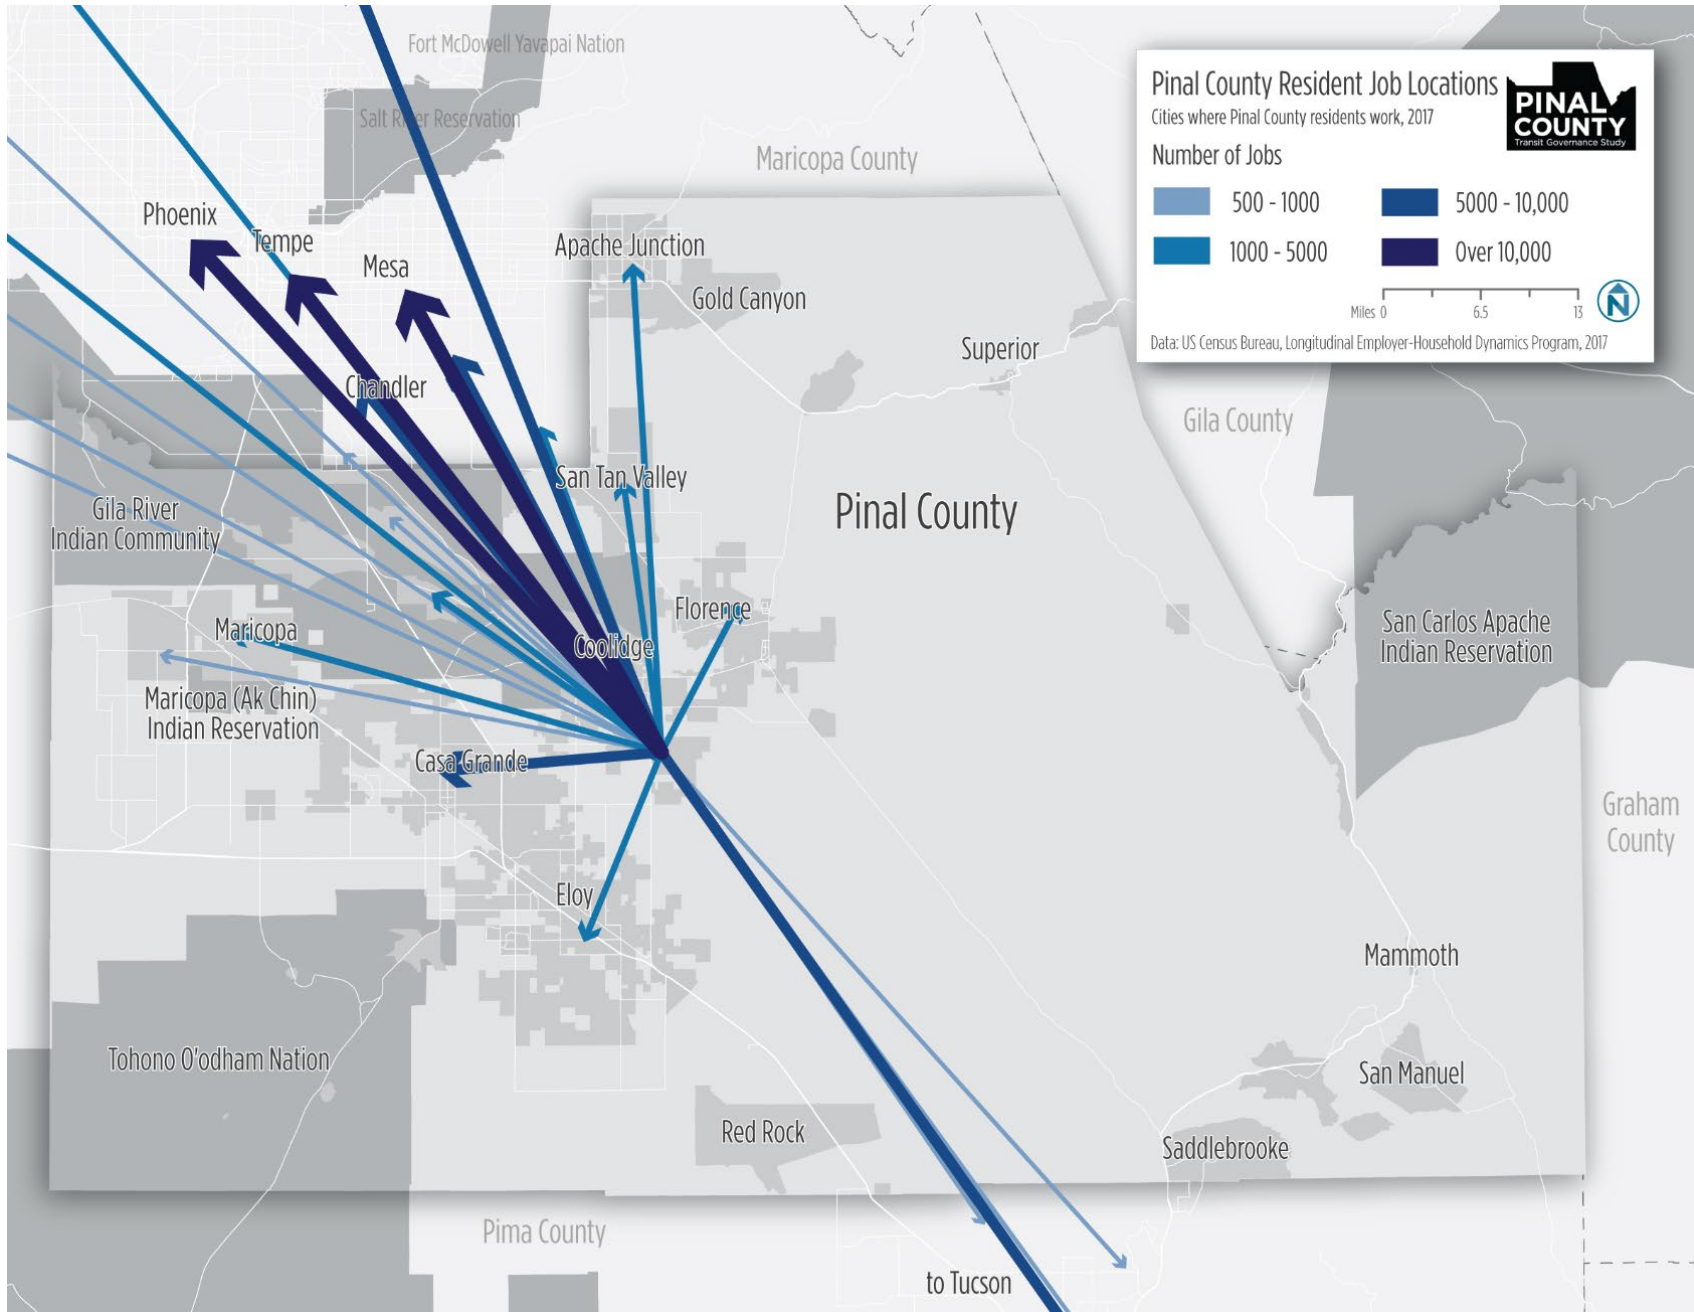 Fort McDowell Yavapai Nation
Salt River Reservation
Maricopa County
Pinal County Resident Job Locations
Cities where Pinal County residents work, 2017
PINAL
COUNTY
Transit Governance Study
Number of Jobs
500 - 1000
5000 - 10,000
1000 - 5000
Over 10,000
Miles 0
6.5
13
N
Data: US Census Bureau, Longitudinal Employer-Household Dynamics Program, 2017
Phoenix
Tempe
Mesa
Apache Junction
Gold Canyon
Superior
Chandler
Gila County
San Tan Valley
Pinal County
Gila River
Indian Community
Florence
Maricopa
Coolidge
San Carlos Apache
Indian Reservation
Maricopa (Ak Chin)
Indian Reservation
Casa Grande
Graham
County
Eloy
Mammoth
Tohono O'odham Nation
San Manuel
Red Rock
Saddlebrooke
Pima County
to Tucson